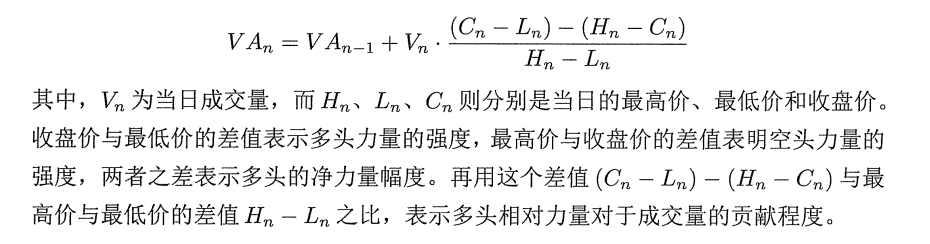 $$VA_n = VA_{n-1} + V_n \cdot \frac{(C_n - L_n) - (H_n - C_n)}{H_n - L_n}$$
其中，$V_n$ 为当日成交量，而 $H_n$、$L_n$、$C_n$ 则分别是当日的最高价、最低价和收盘价。
收盘价与最低价的差值表示多头力量的强度，最高价与收盘价的差值表明空头力量的
强度，两者之差表示多头的净力量幅度。再用这个差值 $(C_n - L_n) - (H_n - C_n)$ 与最
高价与最低价的差值 $H_n - L_n$ 之比，表示多头相对力量对于成交量的贡献程度。